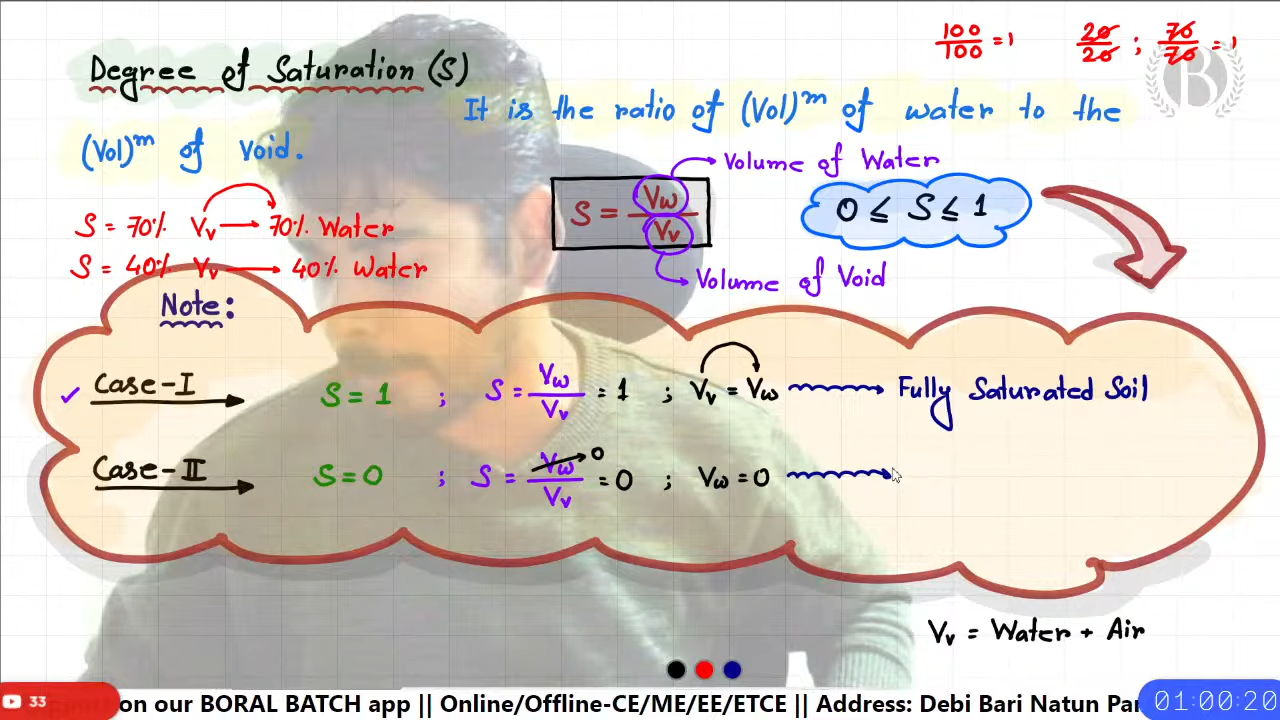 100/100 = 1   20/20 ; 70/70 = 1
Degree of Saturation (S)
It is the ratio of (Vol)ᵐ of water to the
(Vol)ᵐ of Void.
Volume of Water
S = Vw/Vv
0 ≤ S ≤ 1
Volume of Void
S = 70% Vv → 70% Water
S = 40% Vv → 40% Water
Note:
✓ Case-I → S = 1 ; S = Vw/Vv = 1 ; Vv = Vw → Fully Saturated Soil
Case-II → S = 0 ; S = Vw/Vv = 0 ; Vw = 0 →
0
Vv = Water + Air
33
on our BORAL BATCH app || Online/Offline-CE/ME/EE/ETCE || Address: Debi Bari Natun
01:00:20
B